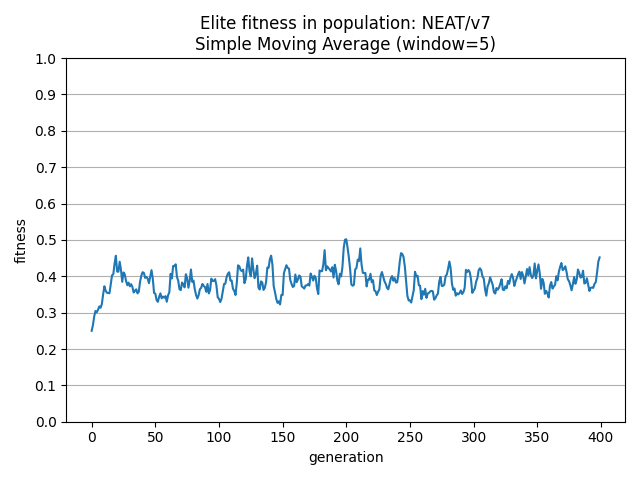 Elite fitness in population: NEAT/v7
Simple Moving Average (window=5)
1.0
0.9
0.8
0.7
0.6
0.5
0.4
0.3
0.2
0.1
0.0
fitness
0 50 100 150 200 250 300 350 400
generation